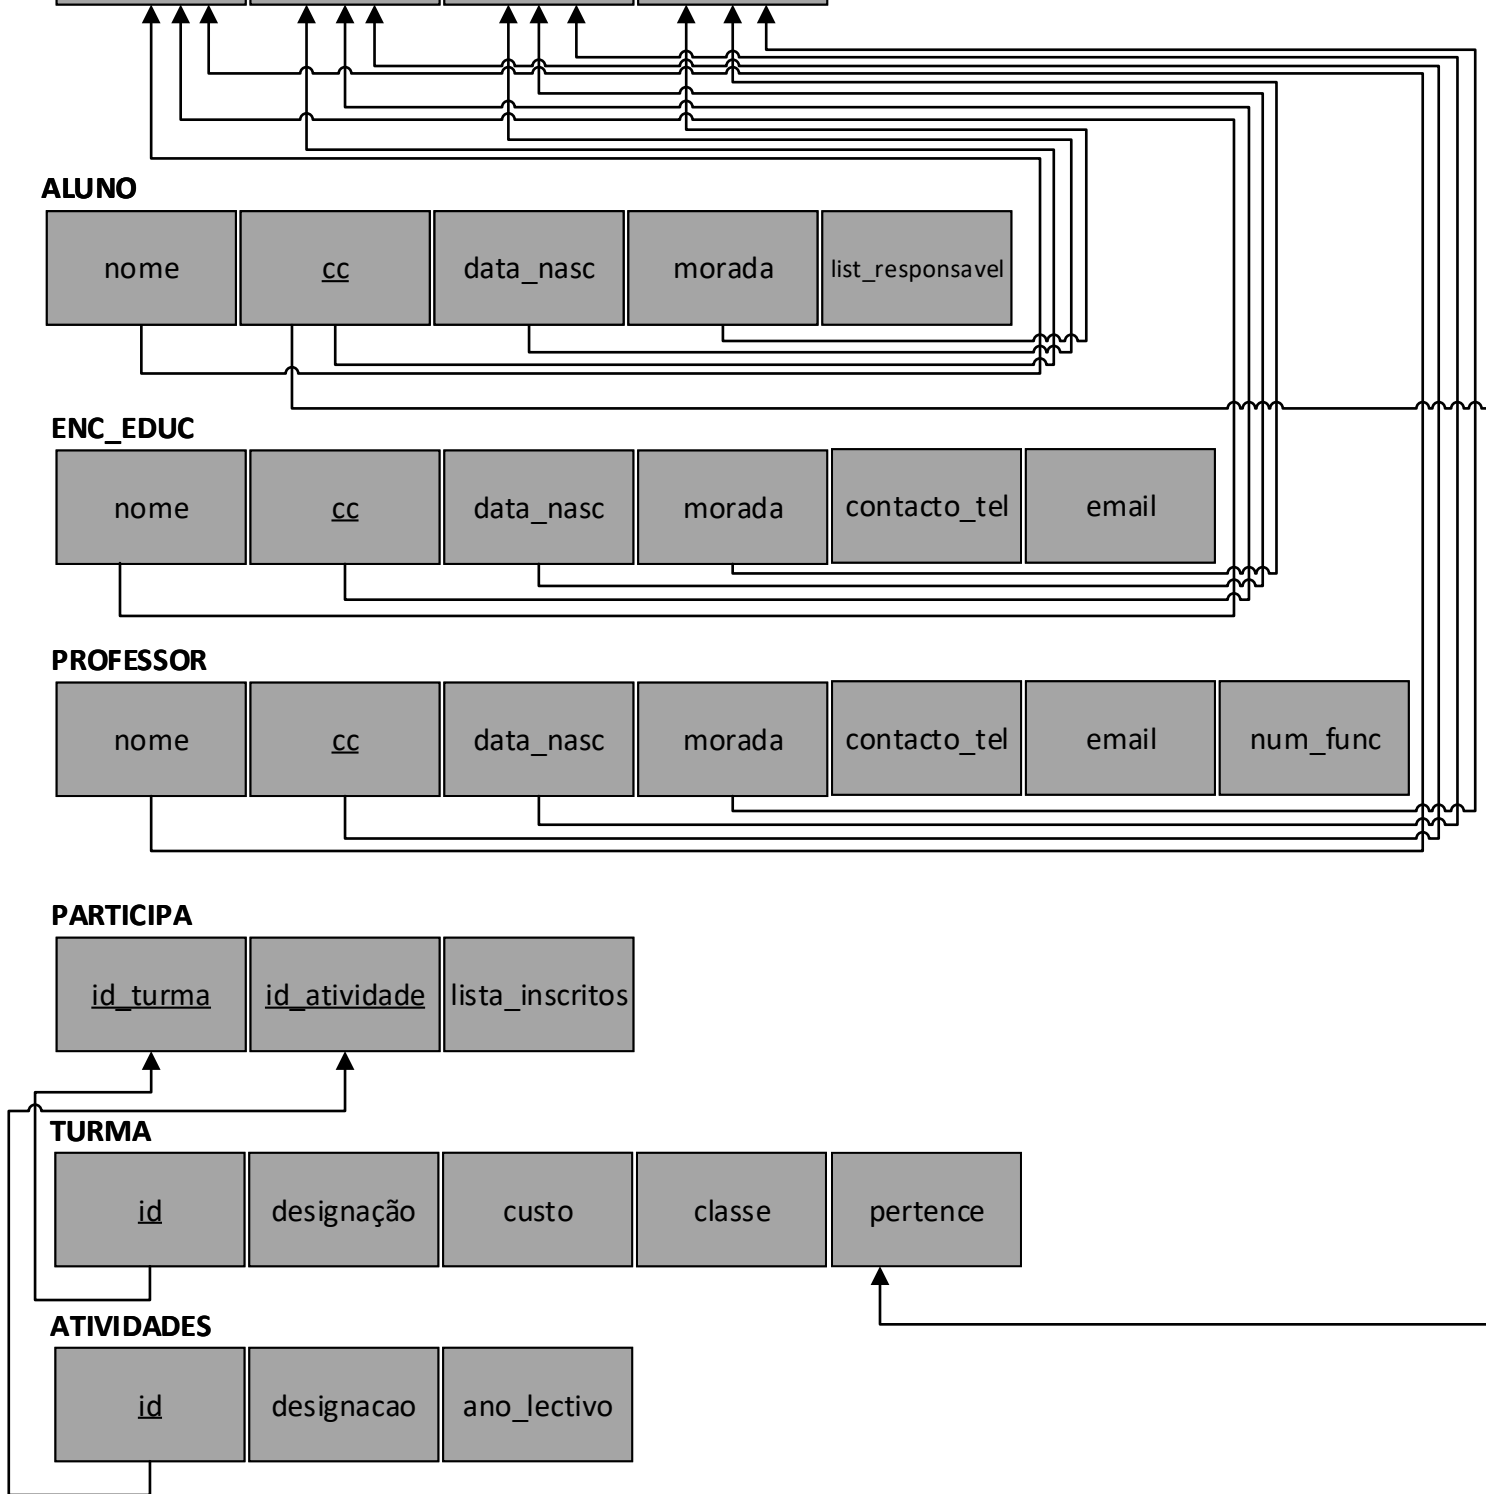 ALUNO
nome cc data_nasc morada list_responsavel
ENC_EDUC
nome cc data_nasc morada contacto_tel email
PROFESSOR
nome cc data_nasc morada contacto_tel email num_func
PARTICIPA
id_turma id_atividade lista_inscritos
TURMA
id designação custo classe pertence
ATIVIDADES
id designacao ano_lectivo